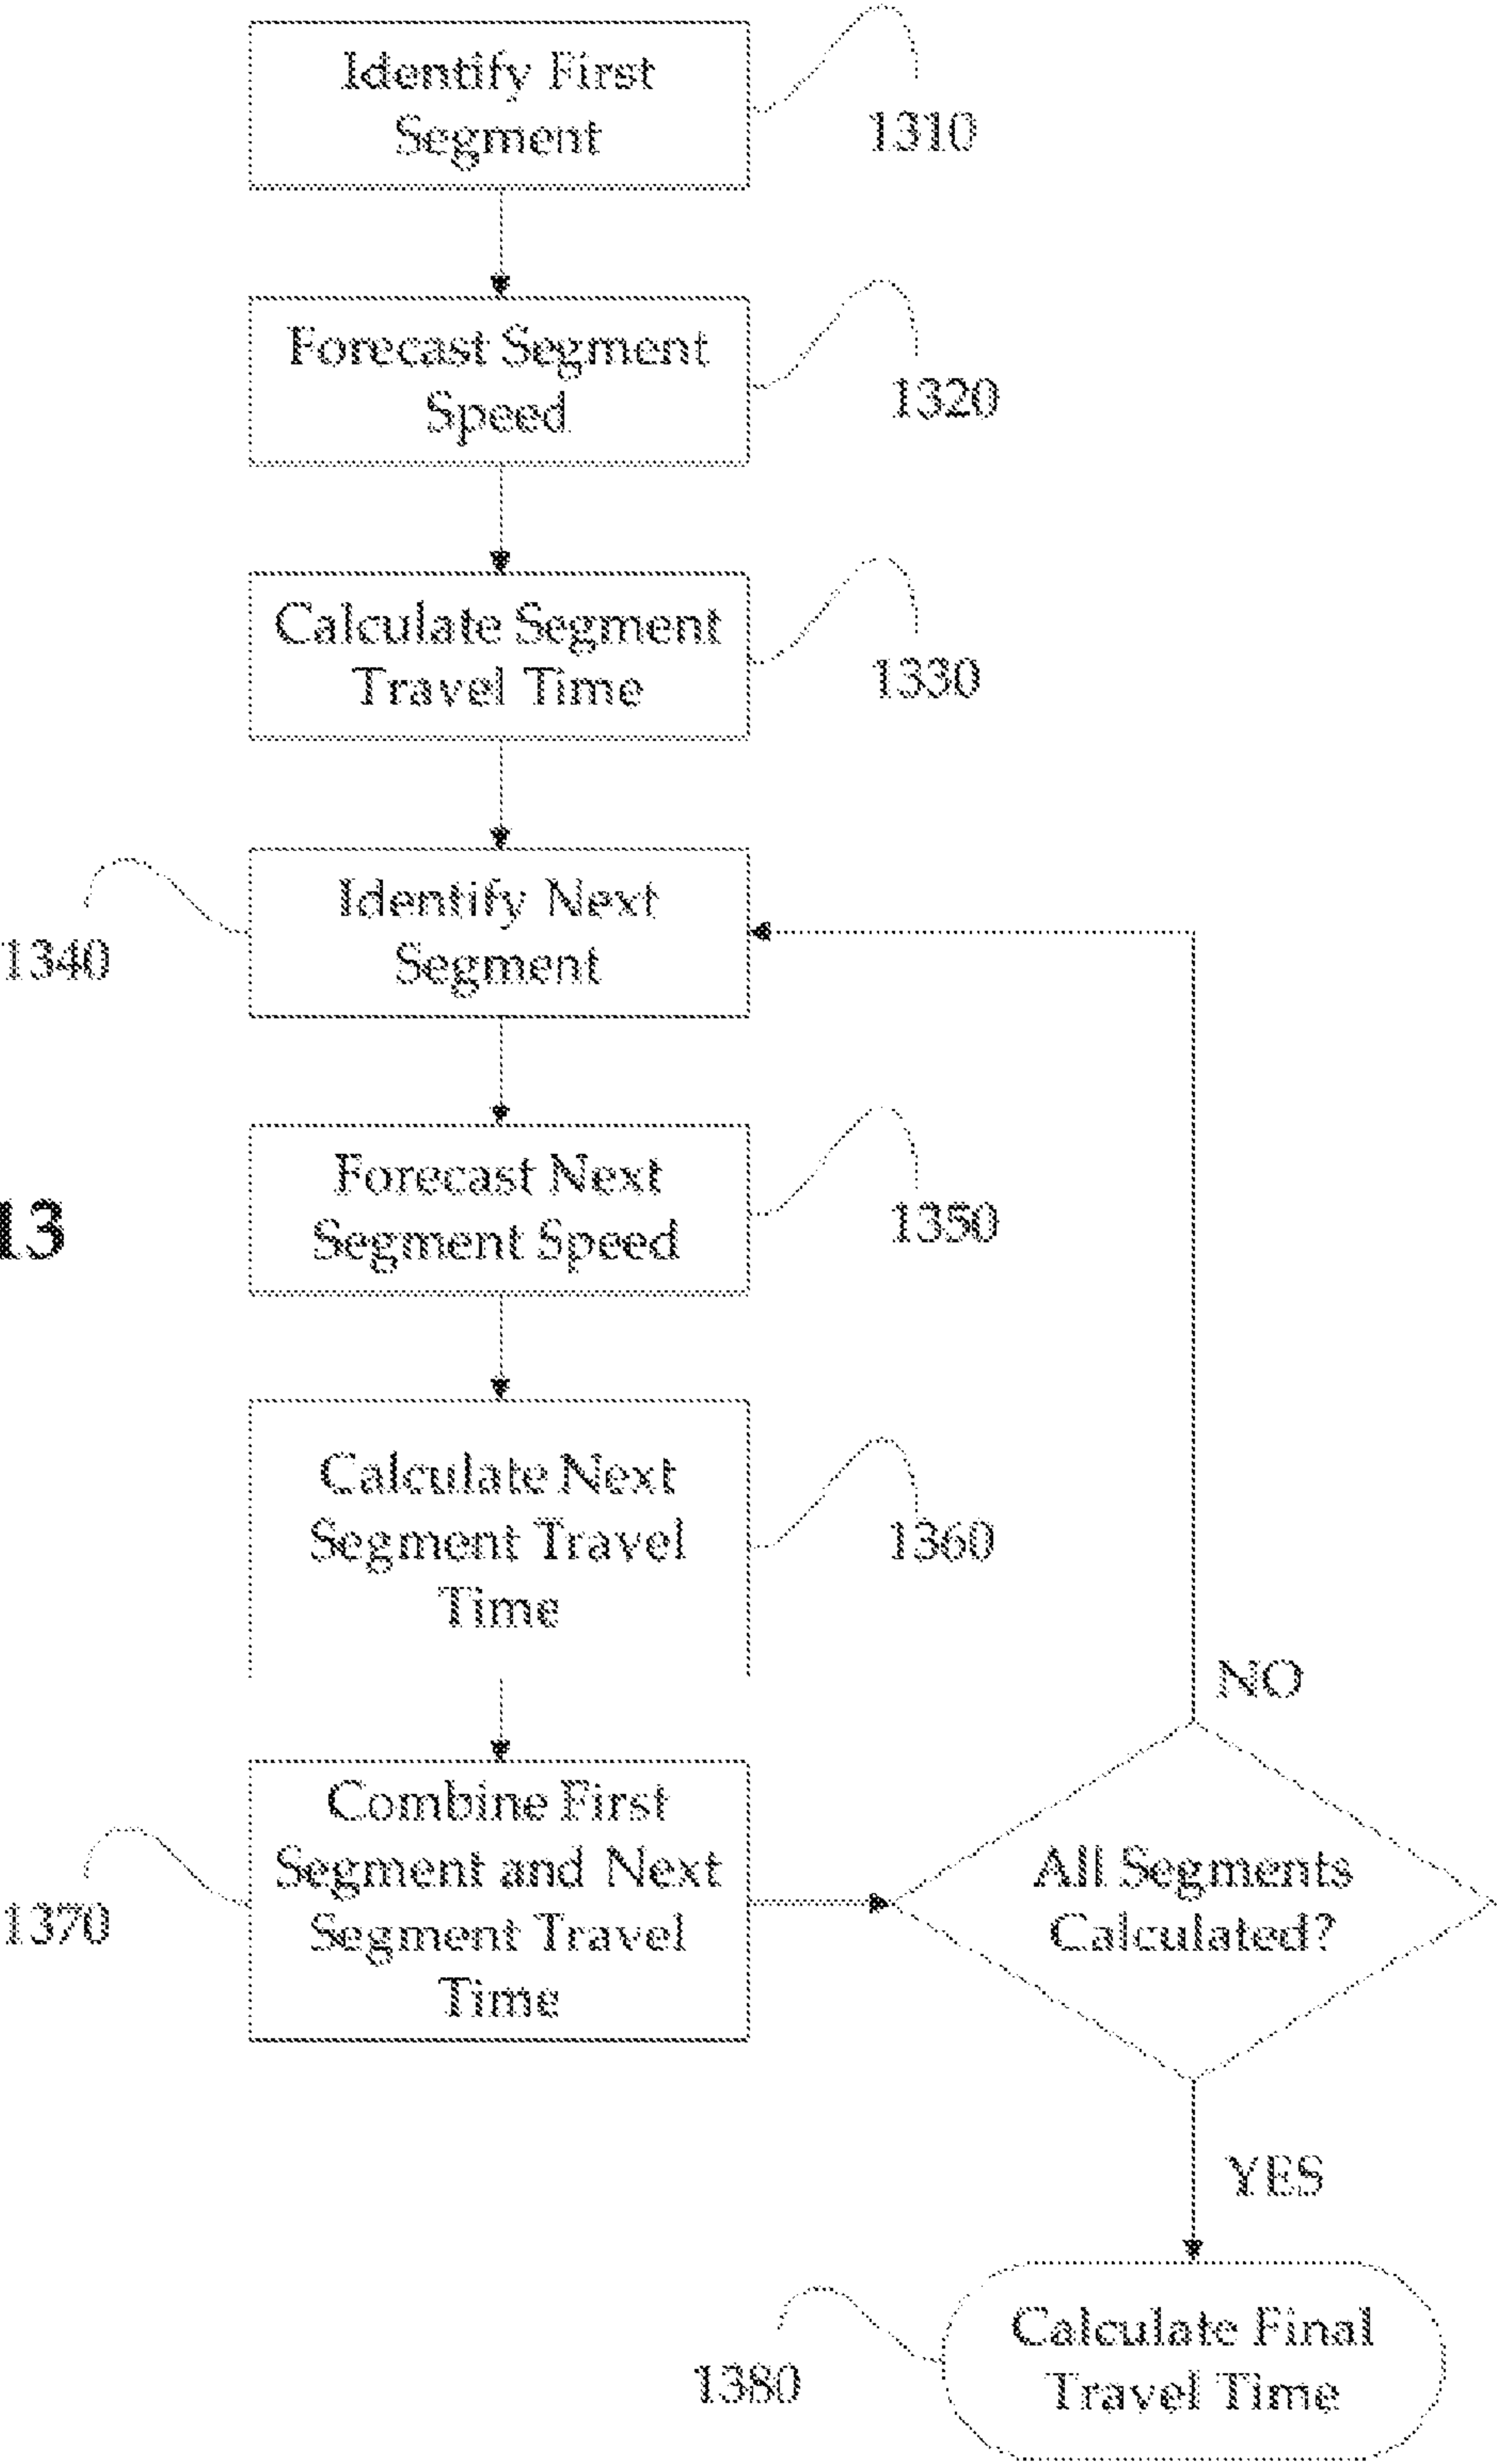 Identify First
Segment
1310
Forecast Segment
Speed
1320
Calculate Segment
Travel Time
1330
Identify Next
Segment
1340
Forecast Next
Segment Speed
1350
13
Calculate Next
Segment Travel
Time
1360
NO
Combine First
Segment and Next
Segment Travel
Time
1370
All Segments
Calculated?
YES
Calculate Final
Travel Time
1380